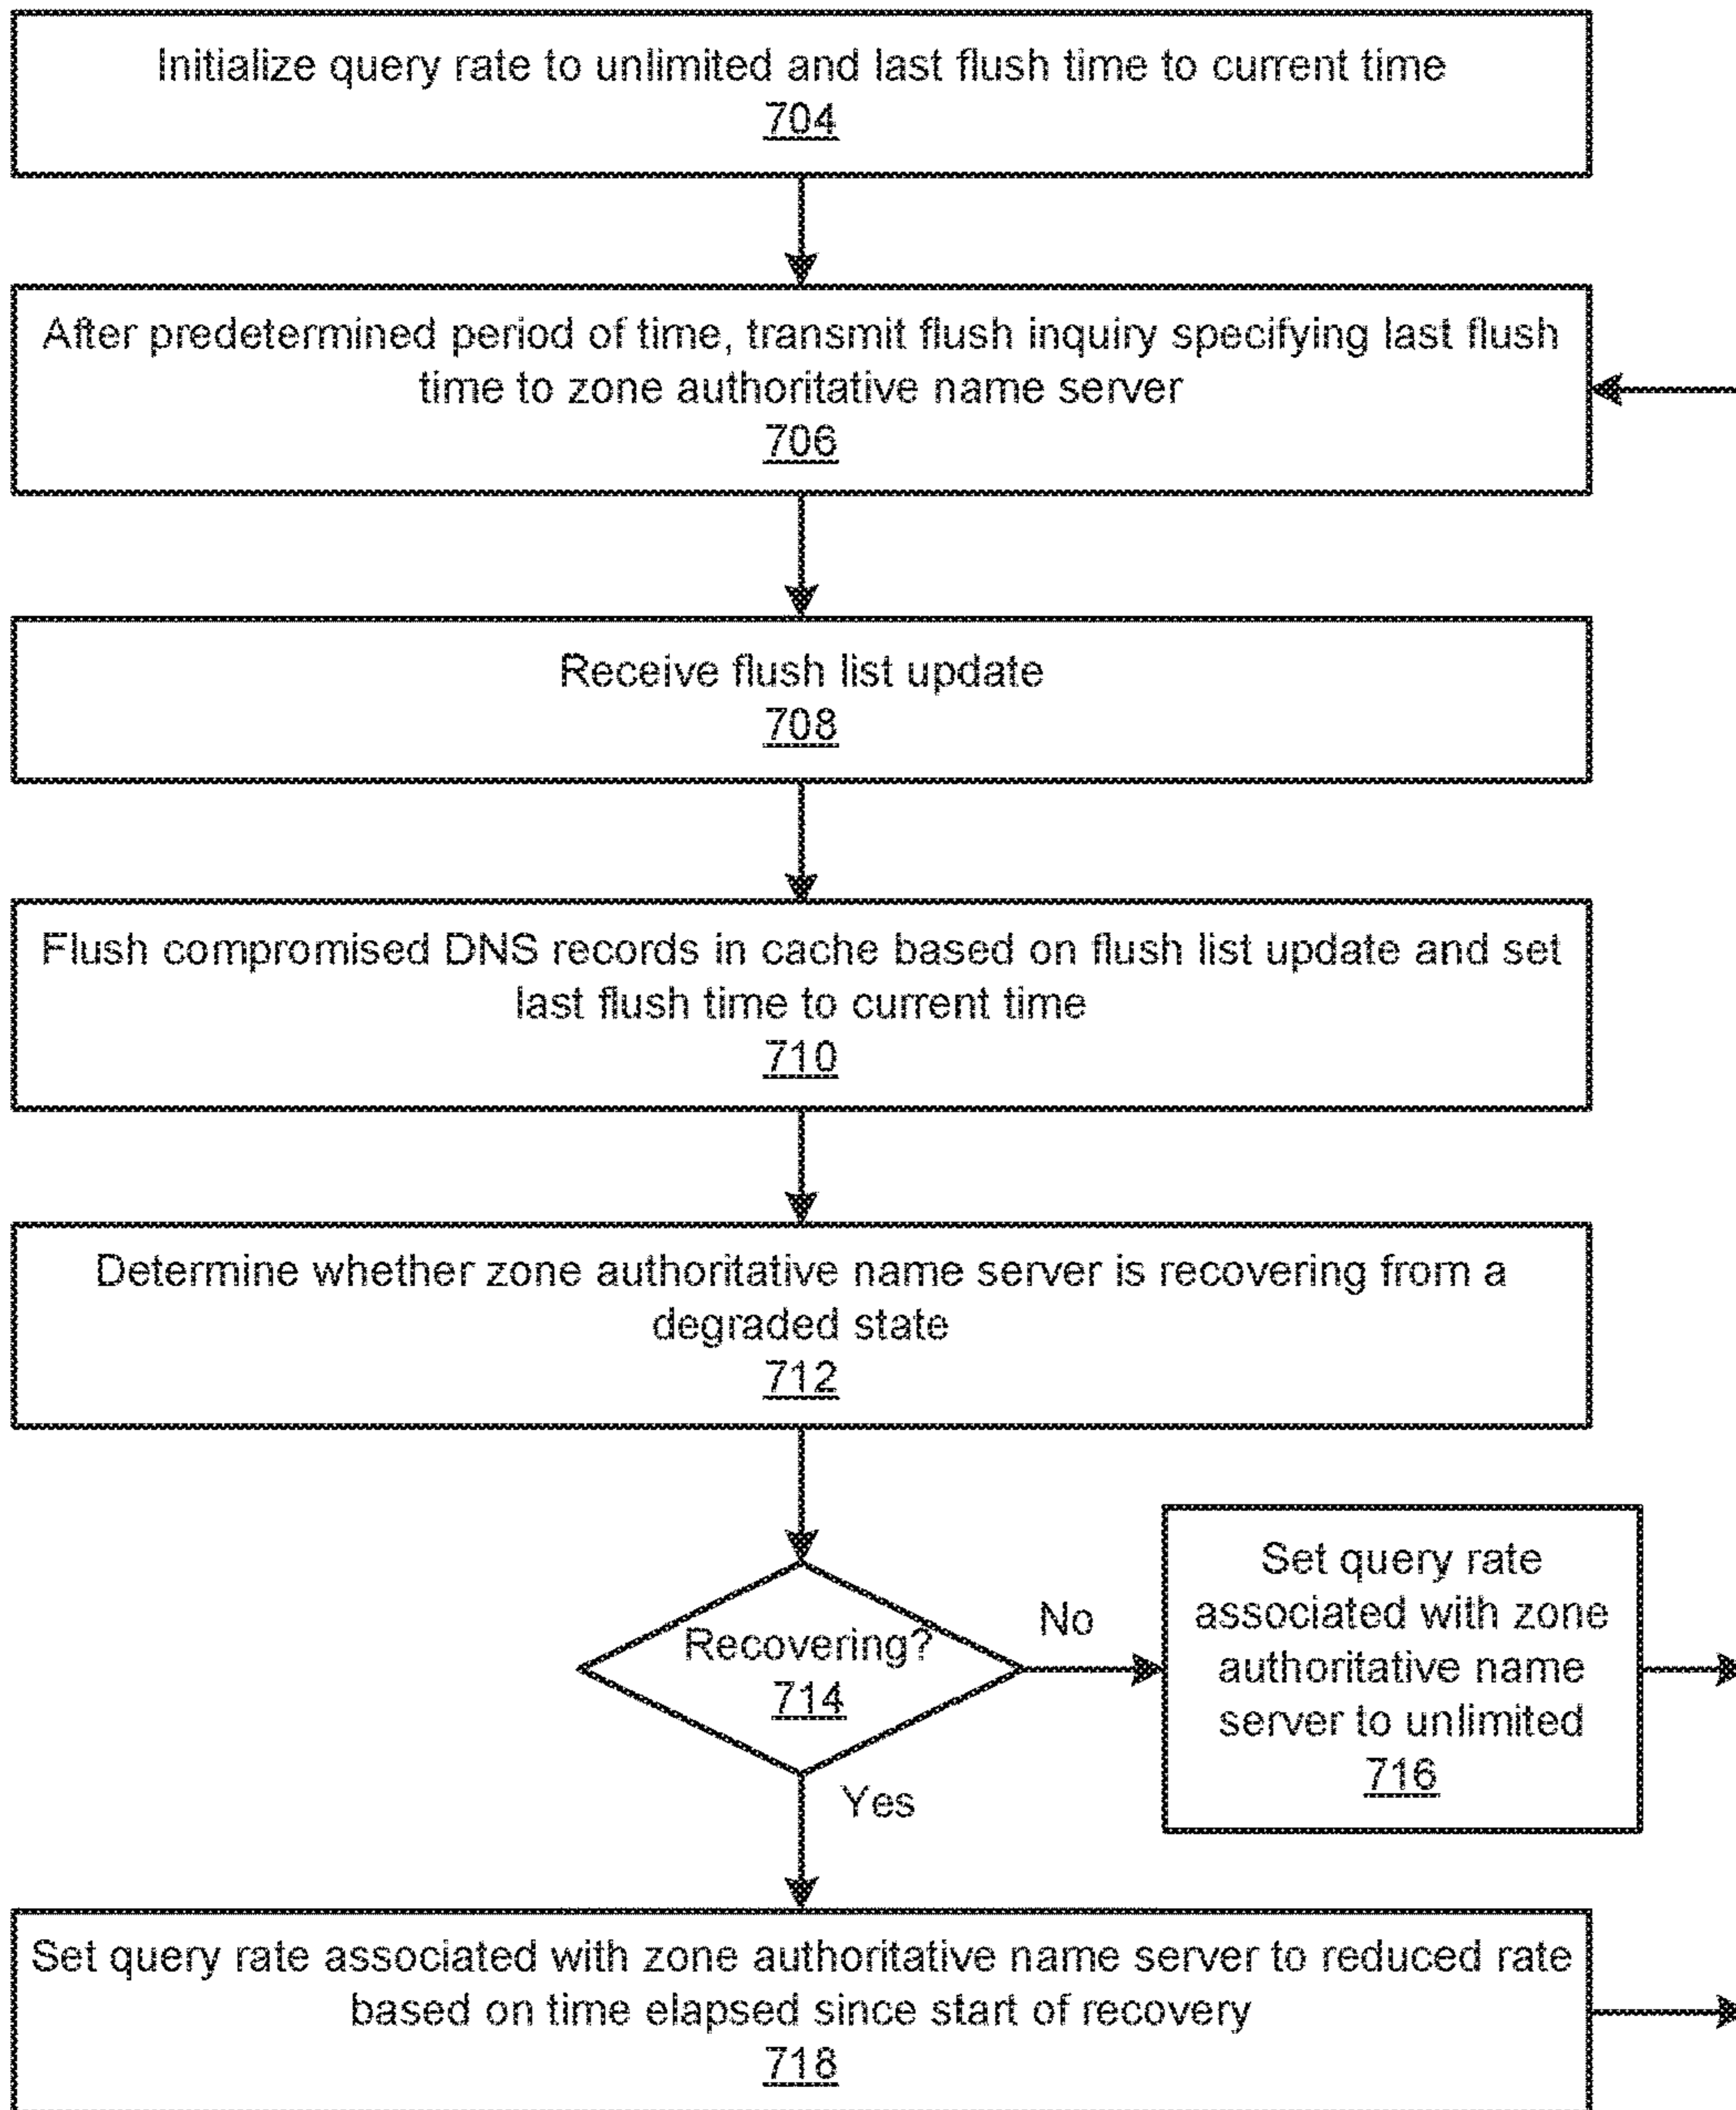 Initialize query rate to unlimited and last flush time to current time
704
After predetermined period of time, transmit flush inquiry specifying last flush
time to zone authoritative name server
706
Receive flush list update
708
Flush compromised DNS records in cache based on flush list update and set
last flush time to current time
710
Determine whether zone authoritative name server is recovering from a
degraded state
712
Recovering?
714
No
Set query rate
associated with zone
authoritative name
server to unlimited
716
Yes
Set query rate associated with zone authoritative name server to reduced rate
based on time elapsed since start of recovery
718